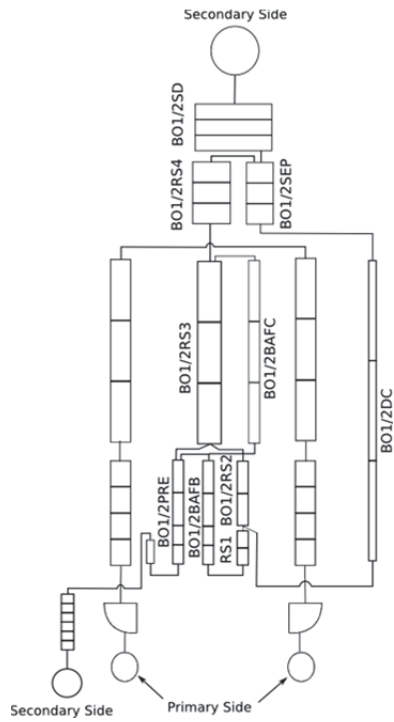 Secondary Side
BO1/2SD
BO1/2RS4
BO1/2SEP
BO1/2RS3
BO1/2BAFC
BO1/2DC
BO1/2PRE
BO1/2BAFB
RS1
BO1/2RS2
Secondary Side
Primary Side